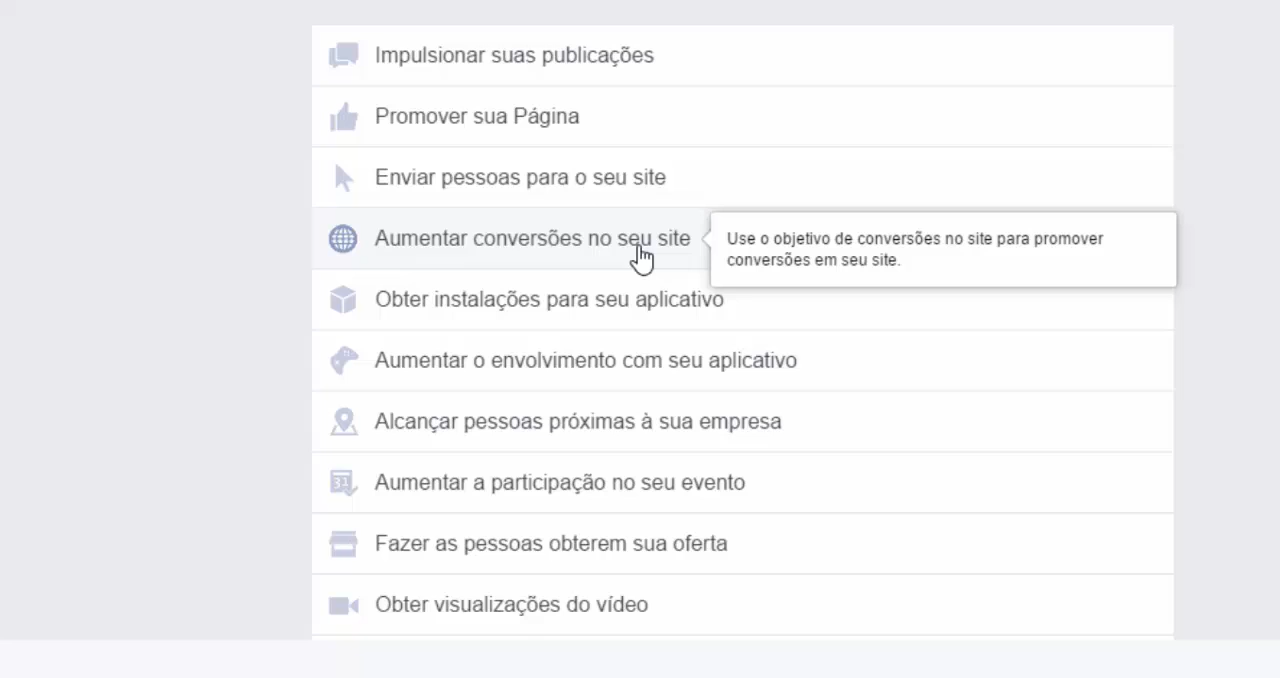 Impulsionar suas publicações
Promover sua Página
Enviar pessoas para o seu site
Aumentar conversões no seu site
Use o objetivo de conversões no site para promover
conversões em seu site.
Obter instalações para seu aplicativo
Aumentar o envolvimento com seu aplicativo
Alcançar pessoas próximas à sua empresa
31
Aumentar a participação no seu evento
Fazer as pessoas obterem sua oferta
Obter visualizações do vídeo